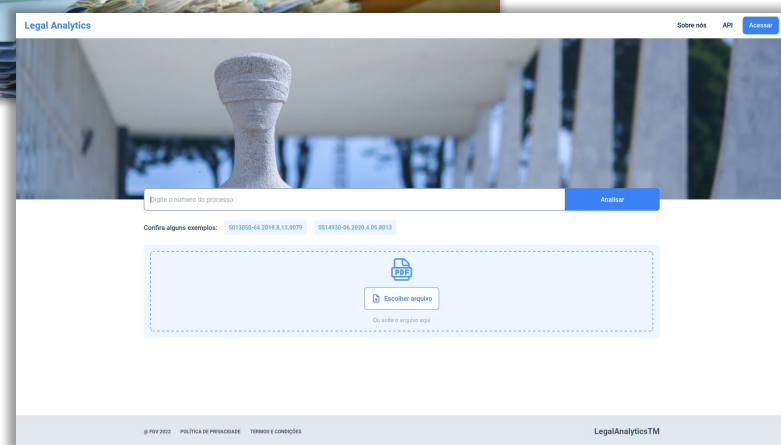 Legal Analytics
Sobre nós
API
Acessar
Digite o número do processo
Analisar
Confira alguns exemplos:
5013050-64.2019.8.13.0079
0514930-06.2020.4.05.8013
PDF
Escolher arquivo
Ou solte o arquivo aqui
@ FGV 2022
POLÍTICA DE PRIVACIDADE
TERMOS E CONDIÇÕES
LegalAnalyticsTM